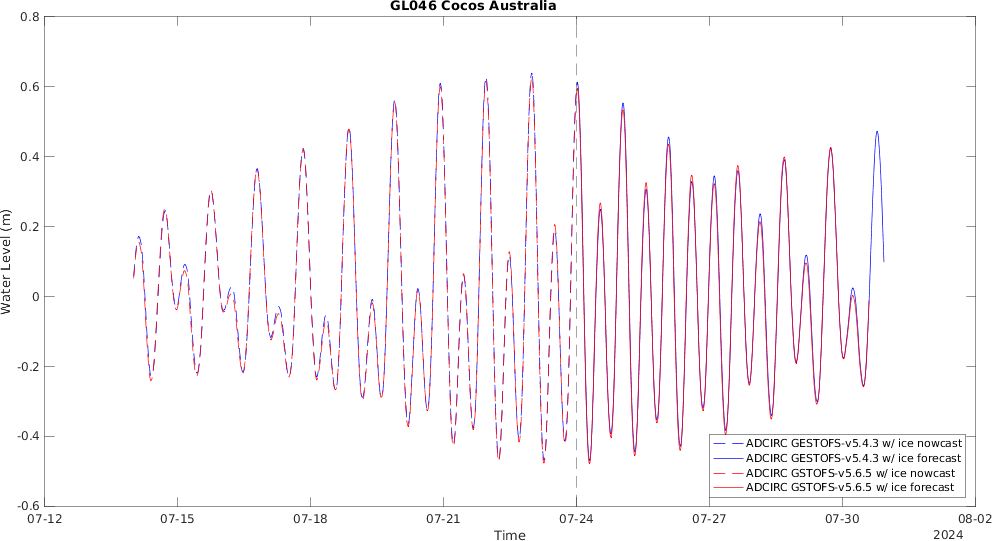 GL046 Cocos Australia
0.8
0.6
0.4
0.2
0
-0.2
-0.4
-0.6
Water Level (m)
07-12
07-15
07-18
07-21
07-24
07-27
07-30
08-02
Time
2024
ADCIRC GESTOFS-v5.4.3 w/ ice nowcast
ADCIRC GESTOFS-v5.4.3 w/ ice forecast
ADCIRC GSTOFS-v5.6.5 w/ ice nowcast
ADCIRC GSTOFS-v5.6.5 w/ ice forecast